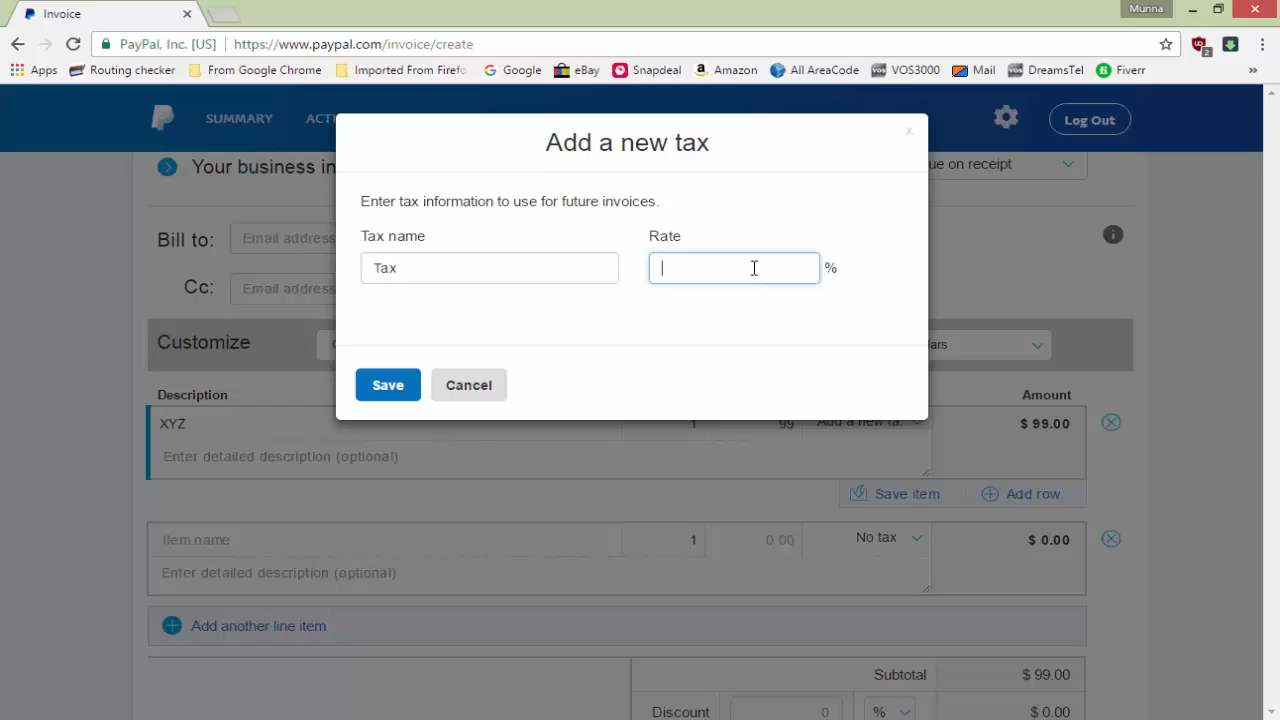 Invoice
Munna
PayPal, Inc. [US] https://www.paypal.com/invoice/create
2
Apps Routing checker From Google Chrome Imported From Firefo Google eBay Snapdeal Amazon All AreaCode VOS3000 Mail DreamsTel Fiverr »
SUMMARY ACTI Log Out
Add a new tax
x
Your business in ue on receipt
Enter tax information to use for future invoices.
Tax name Rate
Bill to: Email address
Tax %
Cc: Email address
Customize lars
Save Cancel
Description Amount
XYZ 1 99 Add a new ta: $ 99.00
Enter detailed description (optional)
Save item Add row
Item name 1 0.00 No tax $ 0.00
Enter detailed description (optional)
Add another line item
Subtotal $ 99.00
Discount 0 % $ 0.00